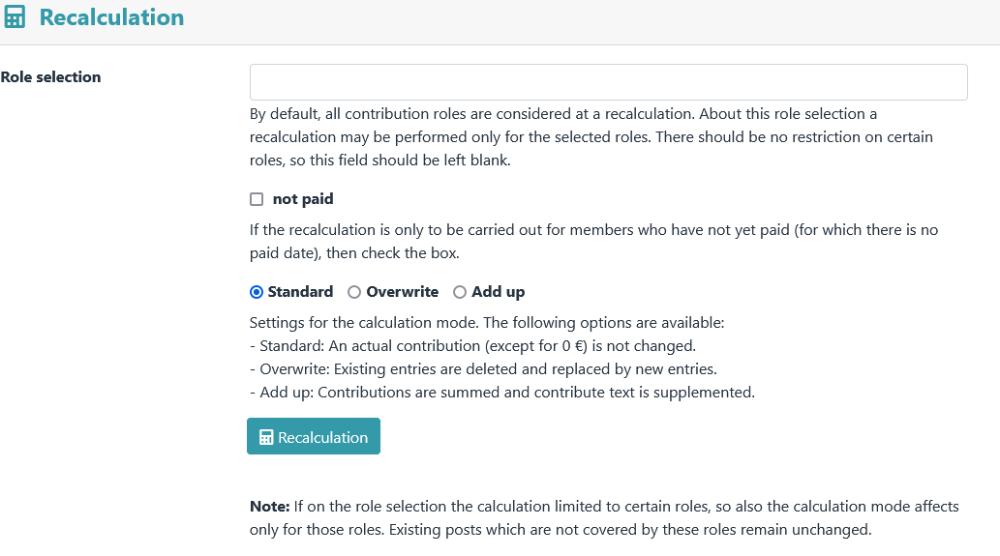 Recalculation
Role selection
By default, all contribution roles are considered at a recalculation. About this role selection a
recalculation may be performed only for the selected roles. There should be no restriction on certain
roles, so this field should be left blank.
not paid
If the recalculation is only to be carried out for members who have not yet paid (for which there is no
paid date), then check the box.
Standard Overwrite Add up
Settings for the calculation mode. The following options are available:
- Standard: An actual contribution (except for 0 €) is not changed.
- Overwrite: Existing entries are deleted and replaced by new entries.
- Add up: Contributions are summed and contribute text is supplemented.
Recalculation
Note: If on the role selection the calculation limited to certain roles, so also the calculation mode affects
only for those roles. Existing posts which are not covered by these roles remain unchanged.